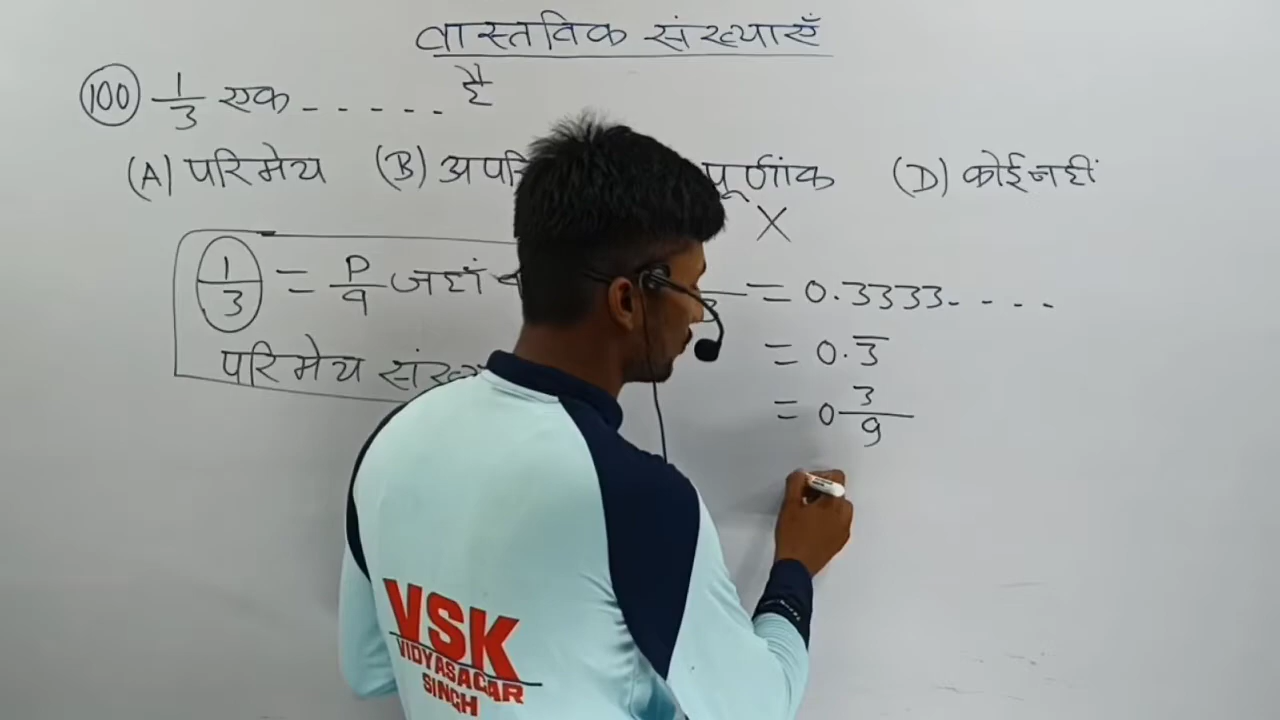 वास्तविक संख्याएँ
100 1/3 एक - - - - - है
(A) परिमेय (B) पूर्णांक (D) कोई नहीं
X
1/3 = P/q जहाँ = 0.3333- - - -
= 0.3̅
परिमेय
= 0 3/9
VSK
VIDYASAGAR
SINGH